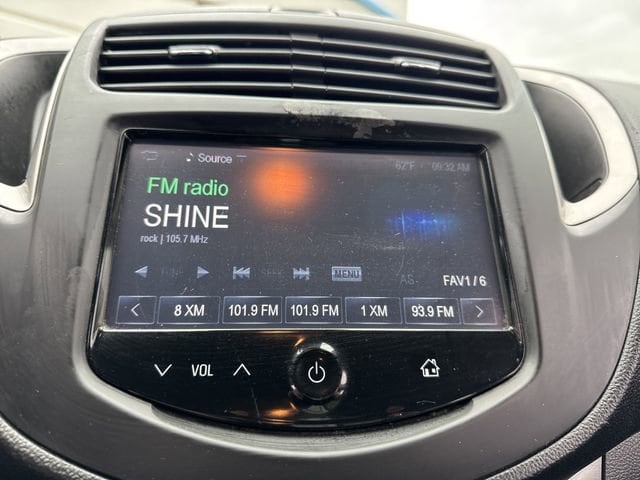 Source 62°F 09:32 AM
FM radio
SHINE
rock | 105.7 MHz
TUNE SEEK MENU AS FAV1 / 6
8 XM 101.9 FM 101.9 FM 1 XM 93.9 FM
VOL